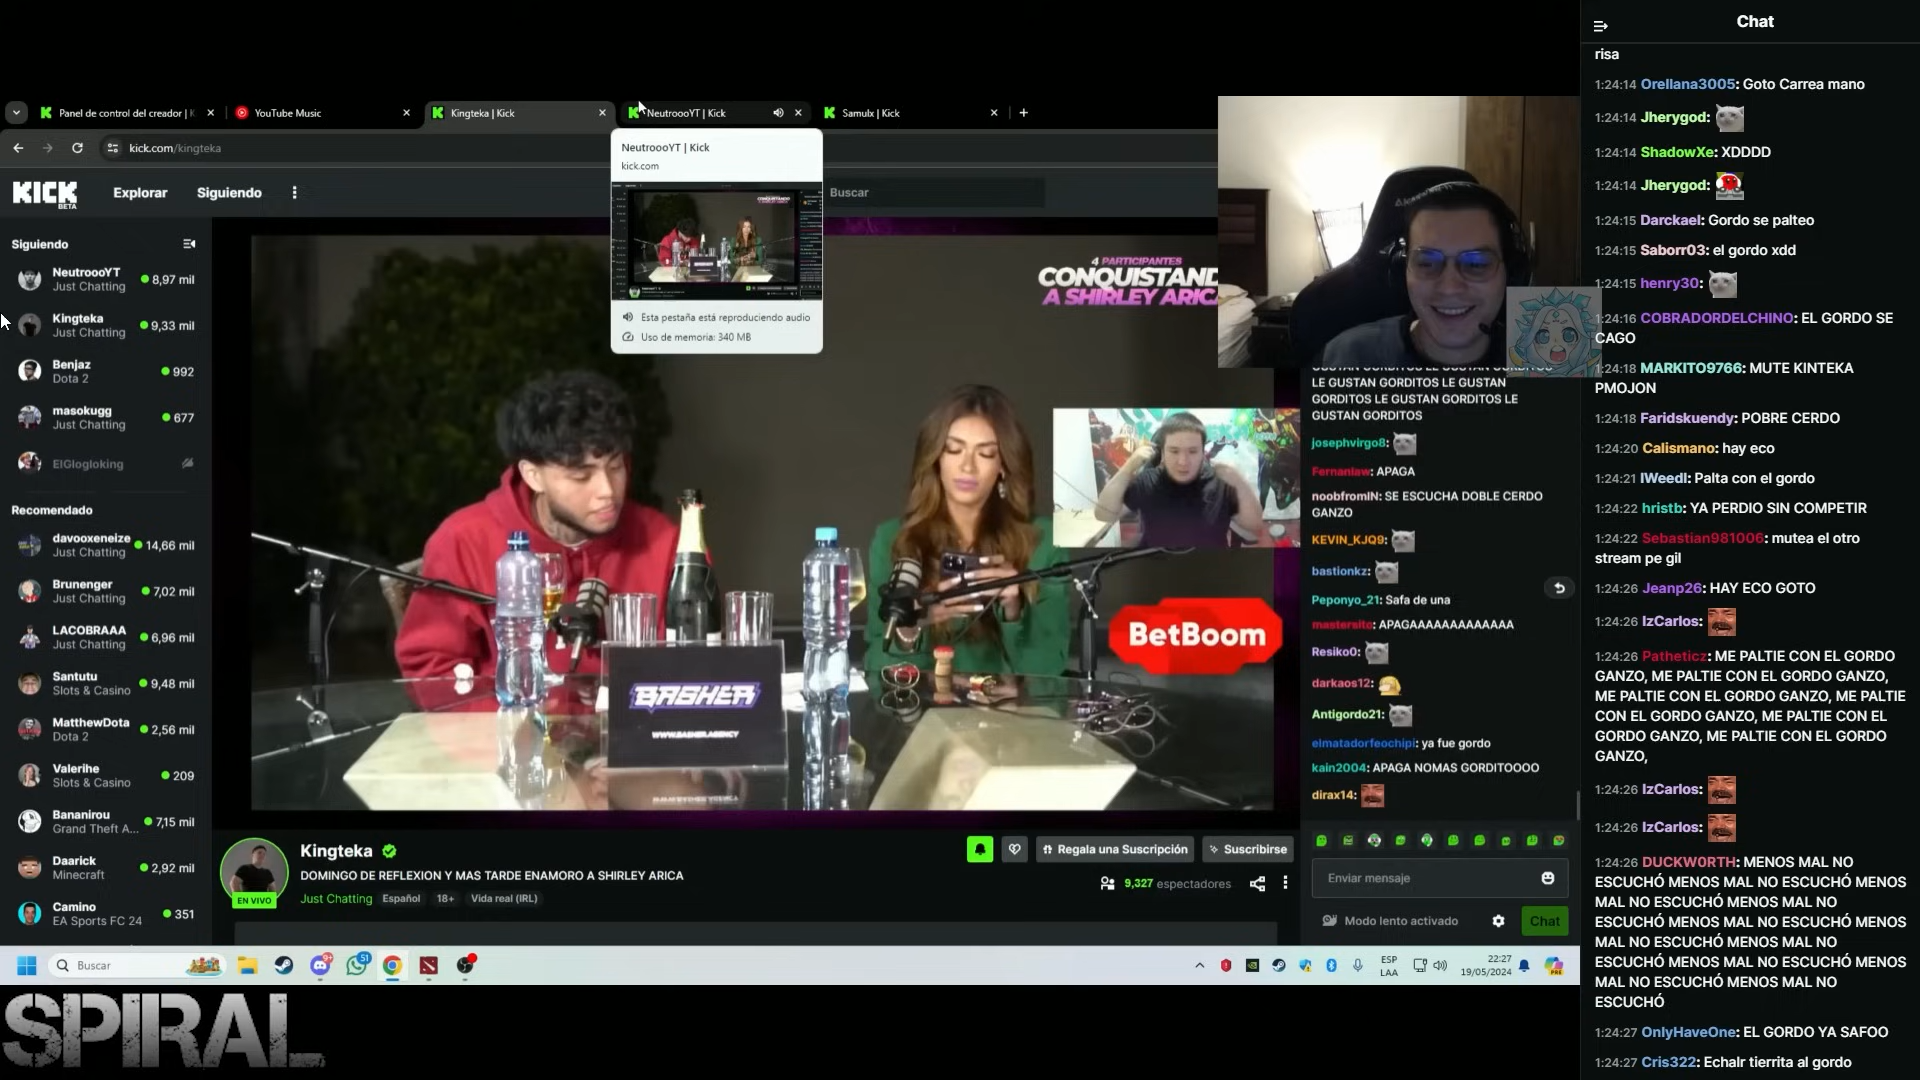 Panel de control del creador | K
YouTube Music
Kingteka | Kick
NeutroooYT | Kick
Samulx | Kick
kick.com/kingteka
NeutroooYT | Kick
kick.com
Esta pestaña está reproduciendo audio
Uso de memoria: 340 MB
KICK
BETA
Explorar
Siguiendo
Buscar
Siguiendo
NeutroooYT
Just Chatting
8,97 mil
Kingteka
Just Chatting
9,33 mil
Benjaz
Dota 2
992
masokugg
Just Chatting
677
ElGlogloking
Recomendado
davooxeneize
Just Chatting
14,66 mil
Brunenger
Just Chatting
7,02 mil
LACOBRAAA
Just Chatting
6,96 mil
Santutu
Slots & Casino
9,48 mil
MatthewDota
Dota 2
2,56 mil
Valerihe
Slots & Casino
209
Bananirou
Grand Theft A...
7,15 mil
Daarick
Minecraft
2,92 mil
Camino
EA Sports FC 24
351
4 PARTICIPANTES
CONQUISTAND
A SHIRLEY ARICA
BetBoom
BASHER
WWW.BASHER.AGENCY
EN VIVO
Kingteka
DOMINGO DE REFLEXION Y MAS TARDE ENAMORO A SHIRLEY ARICA
Just Chatting
Español
18+
Vida real (IRL)
Regala una Suscripción
Suscribirse
9,327 espectadores
LE GUSTAN GORDITOS LE GUSTAN
GORDITOS LE GUSTAN GORDITOS LE
GUSTAN GORDITOS
josephvirgo8:
Fernanlaw: APAGA
noobfromIN: SE ESCUCHA DOBLE CERDO
GANZO
KEVIN_KJQ9:
bastionkz:
Peponyo_21: Safa de una
mastersito: APAGAAAAAAAAAAAAA
Resiko0:
darkaos12:
Antigordo21:
elmatadorfeochipi: ya fue gordo
kain2004: APAGA NOMAS GORDITOOOO
dirax14:
Enviar mensaje
Modo lento activado
Chat
Buscar
9+
51
ESP
LAA
22:27
19/05/2024
PRE
SPIRAL
Chat
risa
1:24:14 Orellana3005: Goto Carrea mano
1:24:14 Jherygod:
1:24:14 ShadowXe: XDDDD
1:24:14 Jherygod:
1:24:15 Darckael: Gordo se palteo
1:24:15 Saborr03: el gordo xdd
1:24:15 henry30:
1:24:16 COBRADORDELCHINO: EL GORDO SE
CAGO
1:24:18 MARKITO9766: MUTE KINTEKA
PMOJON
1:24:18 Faridskuendy: POBRE CERDO
1:24:20 Calismano: hay eco
1:24:21 IWeedI: Palta con el gordo
1:24:22 hristb: YA PERDIO SIN COMPETIR
1:24:22 Sebastian981006: mutea el otro
stream pe gil
1:24:26 Jeanp26: HAY ECO GOTO
1:24:26 IzCarlos:
1:24:26 Patheticz: ME PALTIE CON EL GORDO
GANZO, ME PALTIE CON EL GORDO GANZO,
ME PALTIE CON EL GORDO GANZO, ME PALTIE
CON EL GORDO GANZO, ME PALTIE CON EL
GORDO GANZO, ME PALTIE CON EL GORDO
GANZO,
1:24:26 IzCarlos:
1:24:26 IzCarlos:
1:24:26 DUCKW0RTH: MENOS MAL NO
ESCUCHÓ MENOS MAL NO ESCUCHÓ MENOS
MAL NO ESCUCHÓ MENOS MAL NO
ESCUCHÓ MENOS MAL NO ESCUCHÓ MENOS
MAL NO ESCUCHÓ MENOS MAL NO
ESCUCHÓ MENOS MAL NO ESCUCHÓ MENOS
MAL NO ESCUCHÓ MENOS MAL NO
ESCUCHÓ
1:24:27 OnlyHaveOne: EL GORDO YA SAFOO
1:24:27 Cris322: Echalr tierrita al gordo